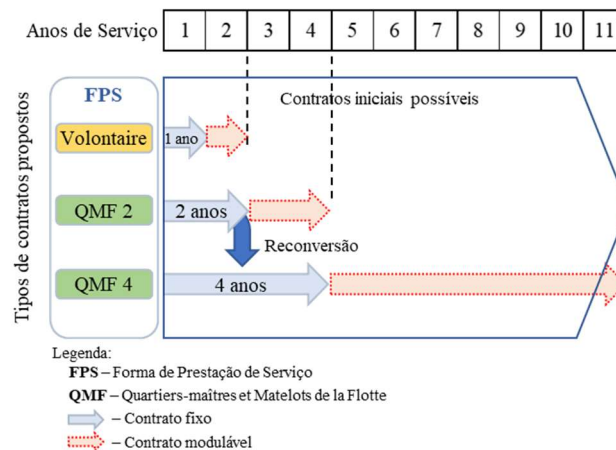 Anos de Serviço 1 2 3 4 5 6 7 8 9 10 11
Tipos de contratos propostos
FPS
Contratos iniciais possíveis
Volontaire
1 ano
QMF 2
2 anos
Reconversão
QMF 4
4 anos
Legenda:
FPS – Forma de Prestação de Serviço
QMF – Quartiers-maîtres et Matelots de la Flotte
– Contrato fixo
– Contrato modulável